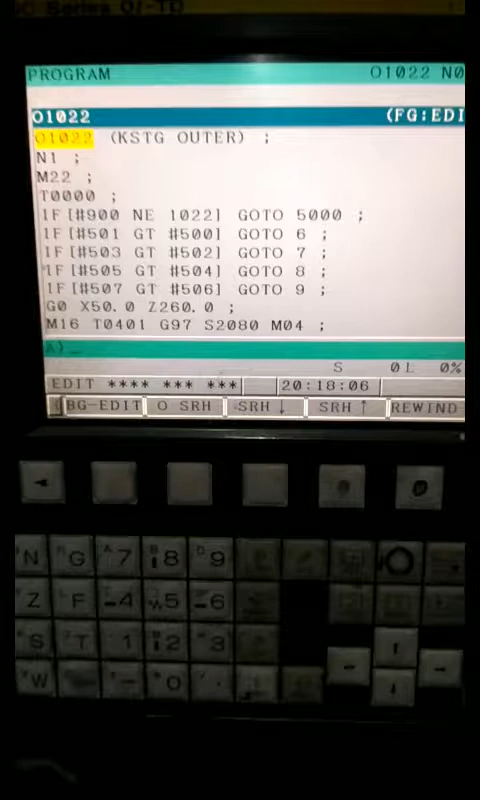 Series 0i-TD
PROGRAM O1022 N0
O1022 (FG:EDI
O1022 (KSTG OUTER) ;
N1 ;
M22 ;
T0000 ;
IF[#900 NE 1022] GOTO 5000 ;
IF[#501 GT #500] GOTO 6 ;
IF[#503 GT #502] GOTO 7 ;
IF[#505 GT #504] GOTO 8 ;
IF[#507 GT #506] GOTO 9 ;
G0 X50.0 Z260.0 ;
M16 T0401 G97 S2080 M04 ;
A)_
S 0L 0%
EDIT **** *** *** 20:18:06
BG-EDIT O SRH SRH↓ SRH↑ REWIND
N G 7 8 9
Z F 4 5 6
S T 1 2 3
W - 0 .